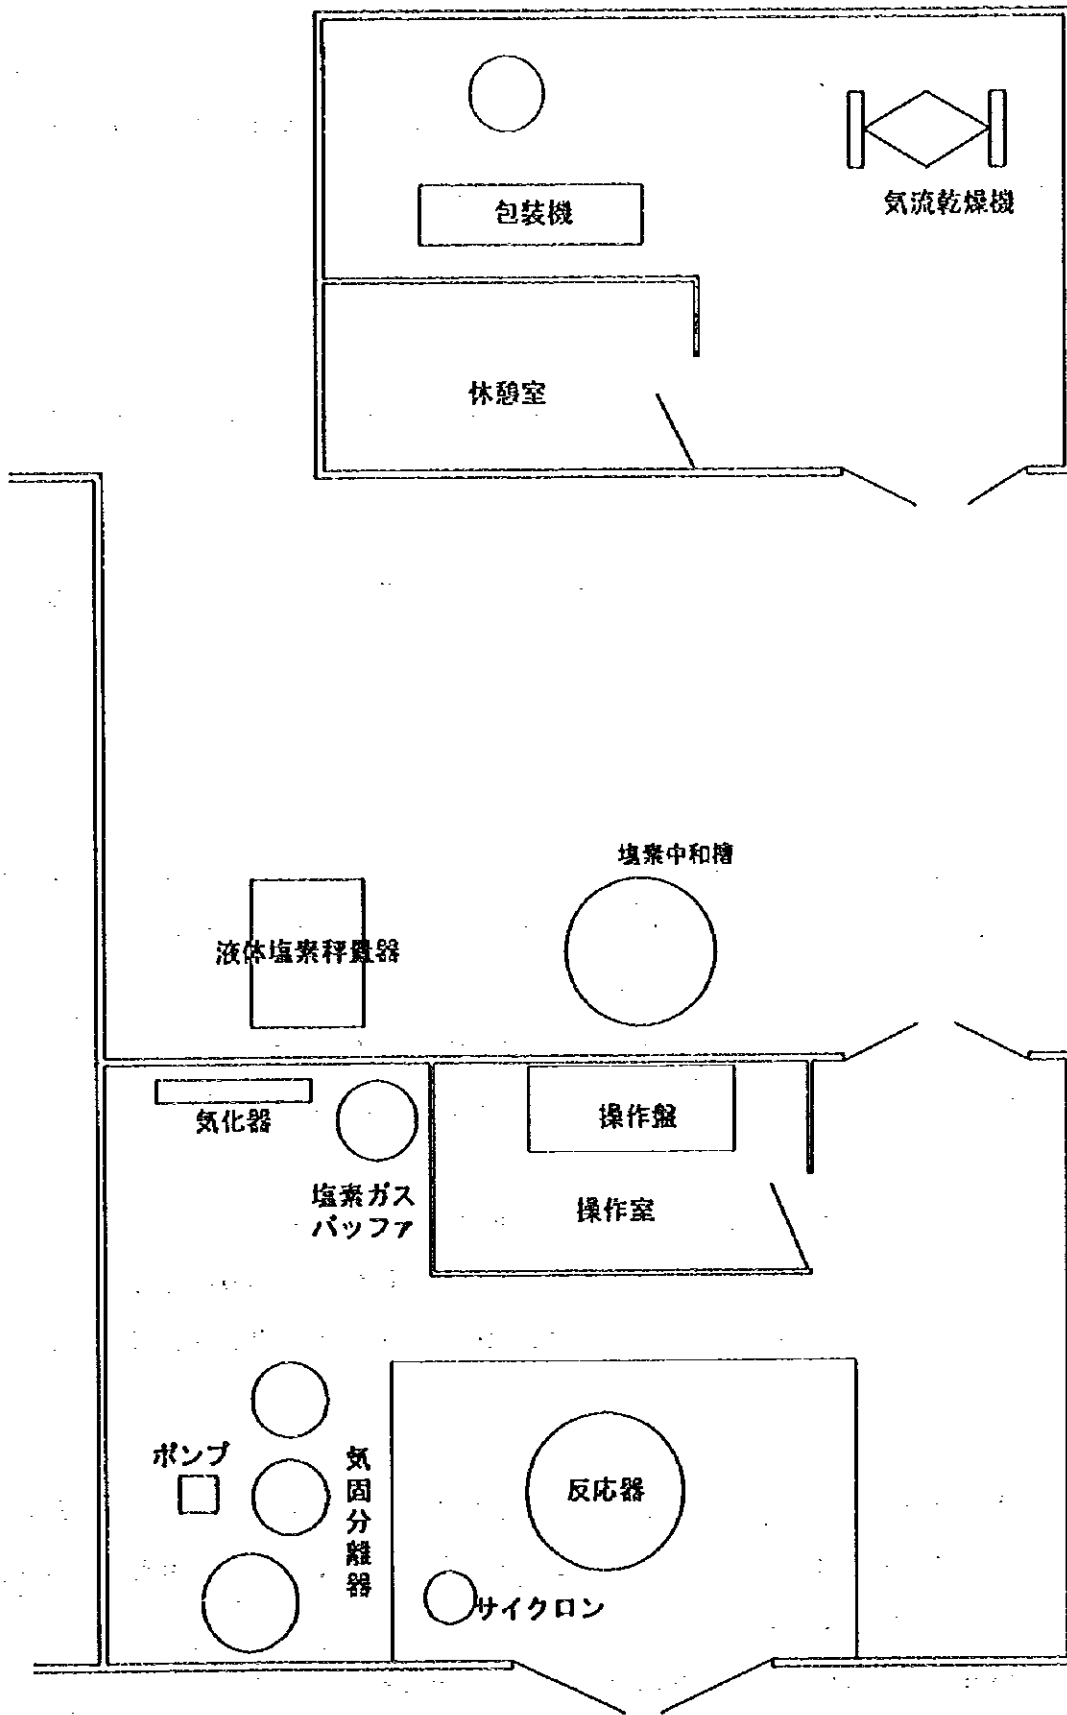 包装機
気流乾燥機
休憩室
塩素中和槽
液体塩素秤量器
気化器
塩素ガス
バッファ
操作盤
操作室
ポンプ
気固分離器
反応器
サイクロン